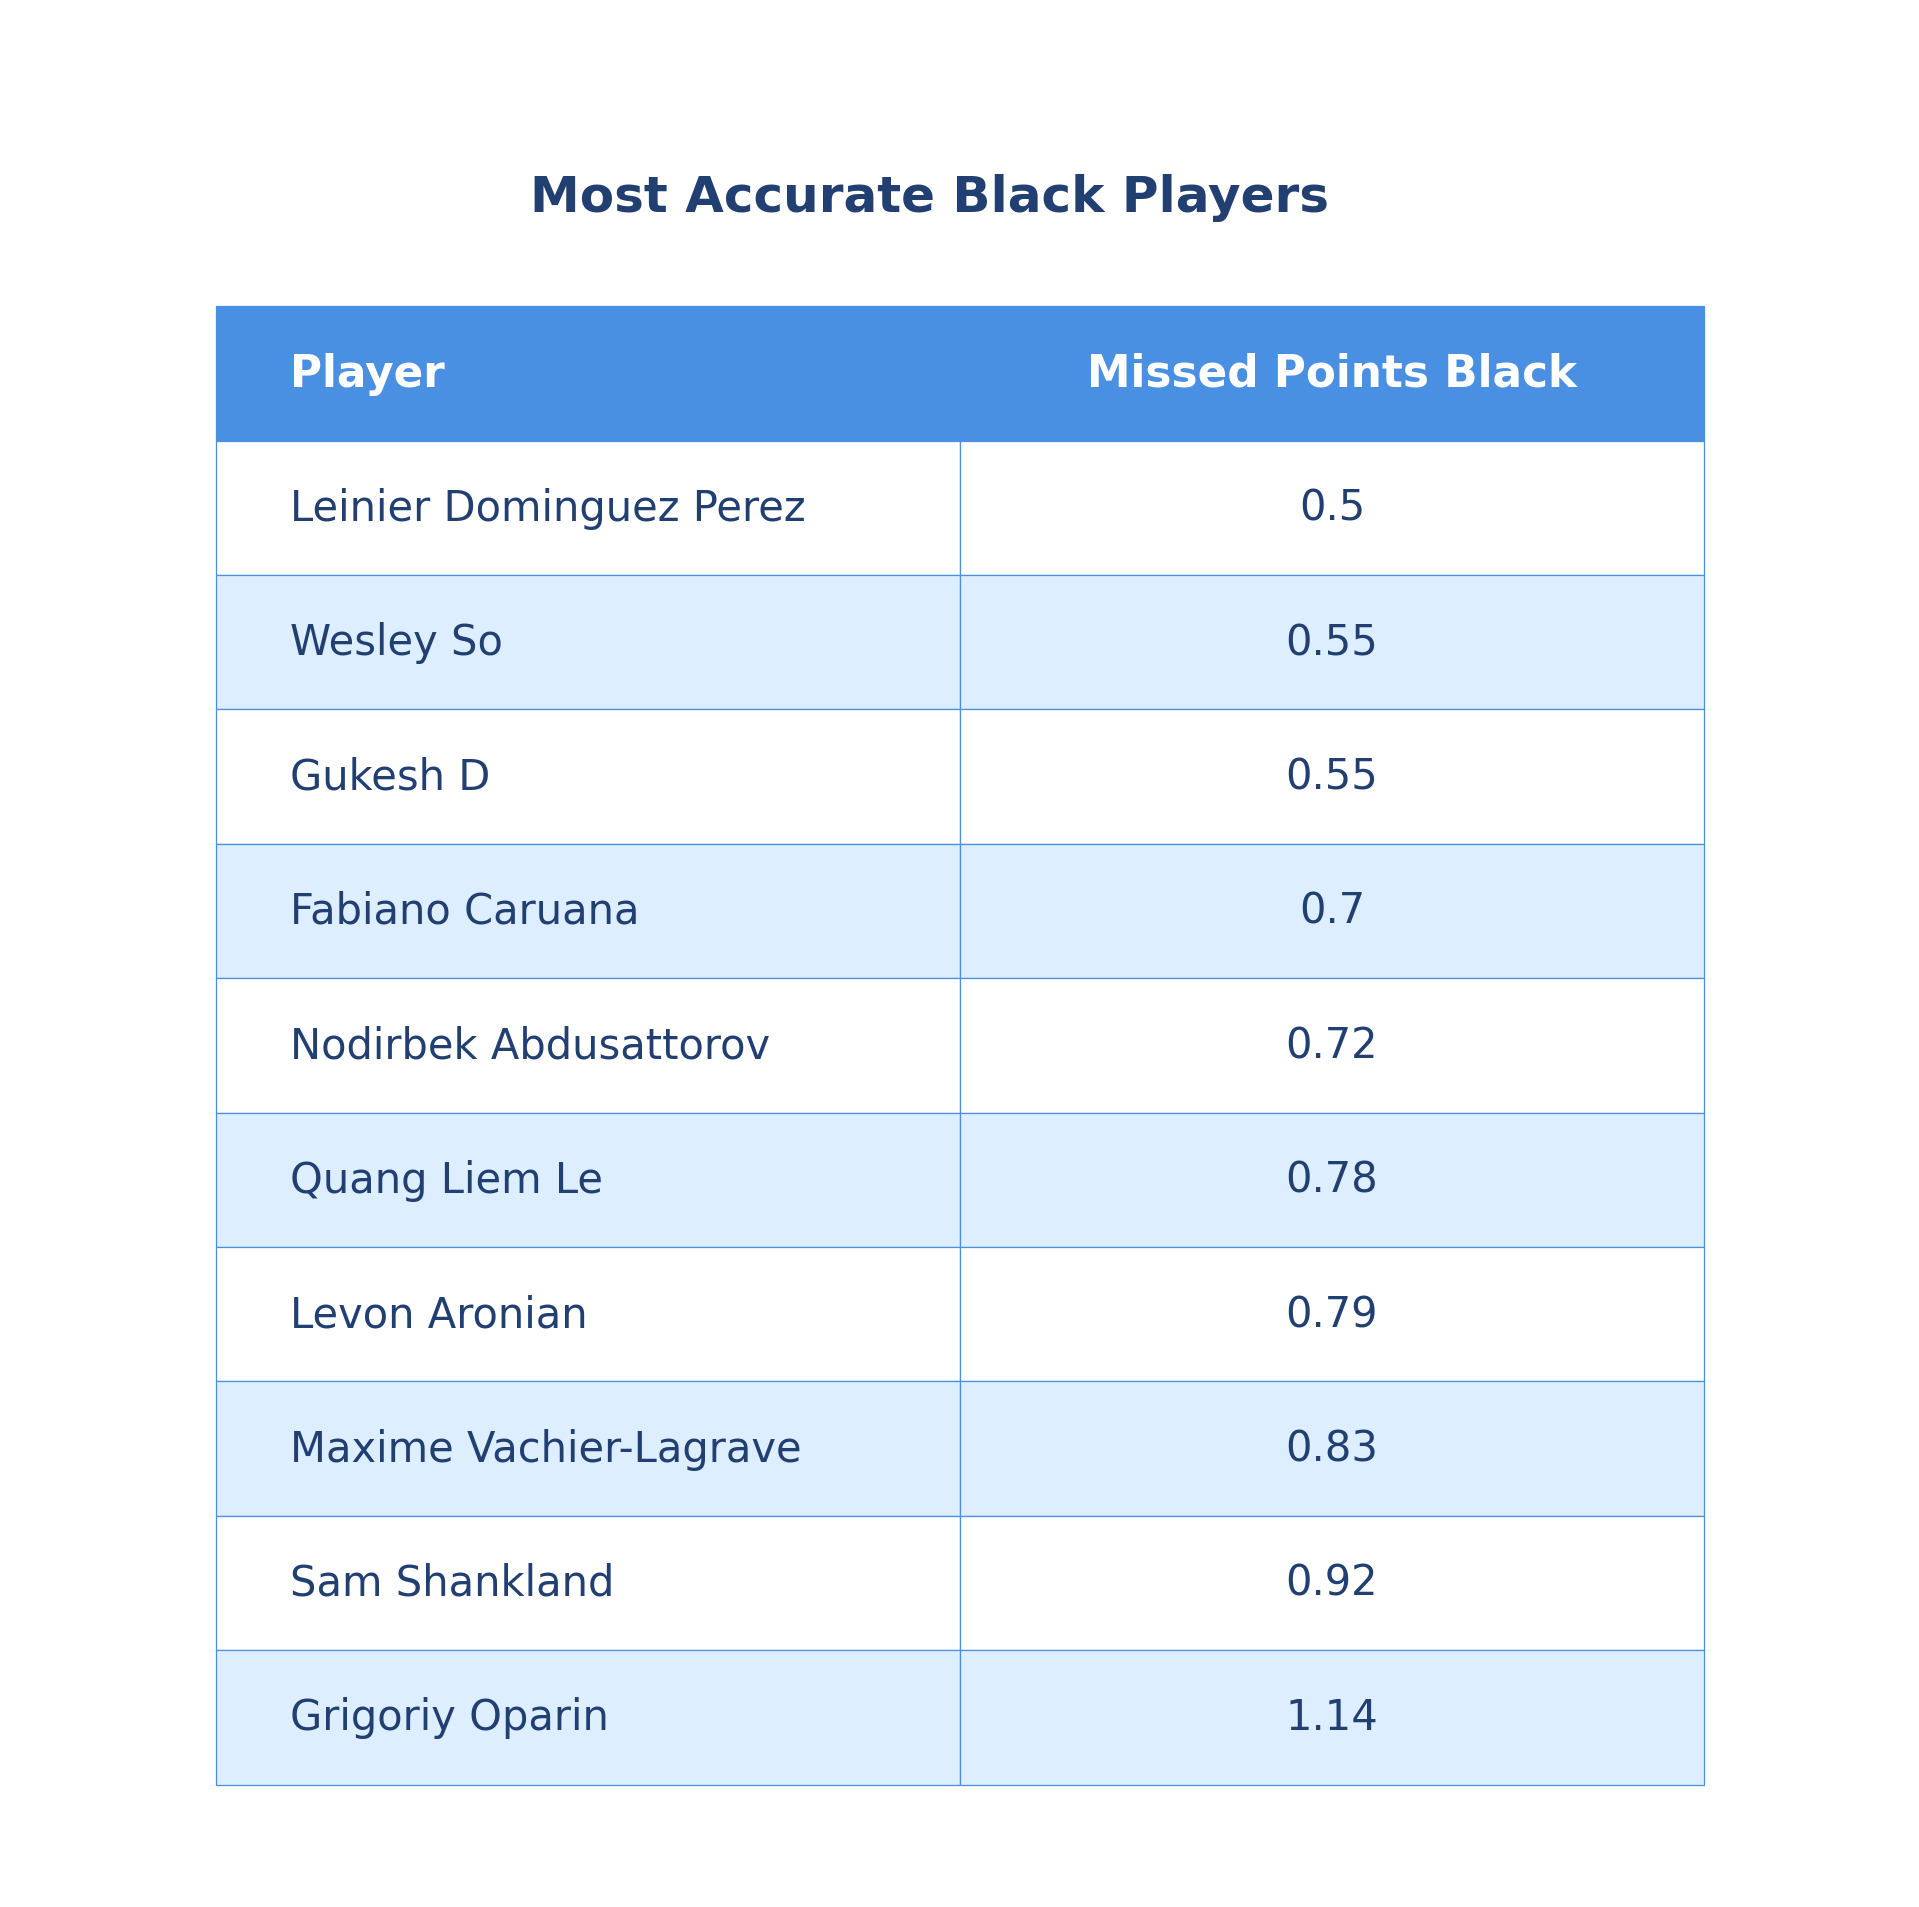 Most Accurate Black Players
Player Missed Points Black
Leinier Dominguez Perez 0.5
Wesley So 0.55
Gukesh D 0.55
Fabiano Caruana 0.7
Nodirbek Abdusattorov 0.72
Quang Liem Le 0.78
Levon Aronian 0.79
Maxime Vachier-Lagrave 0.83
Sam Shankland 0.92
Grigoriy Oparin 1.14